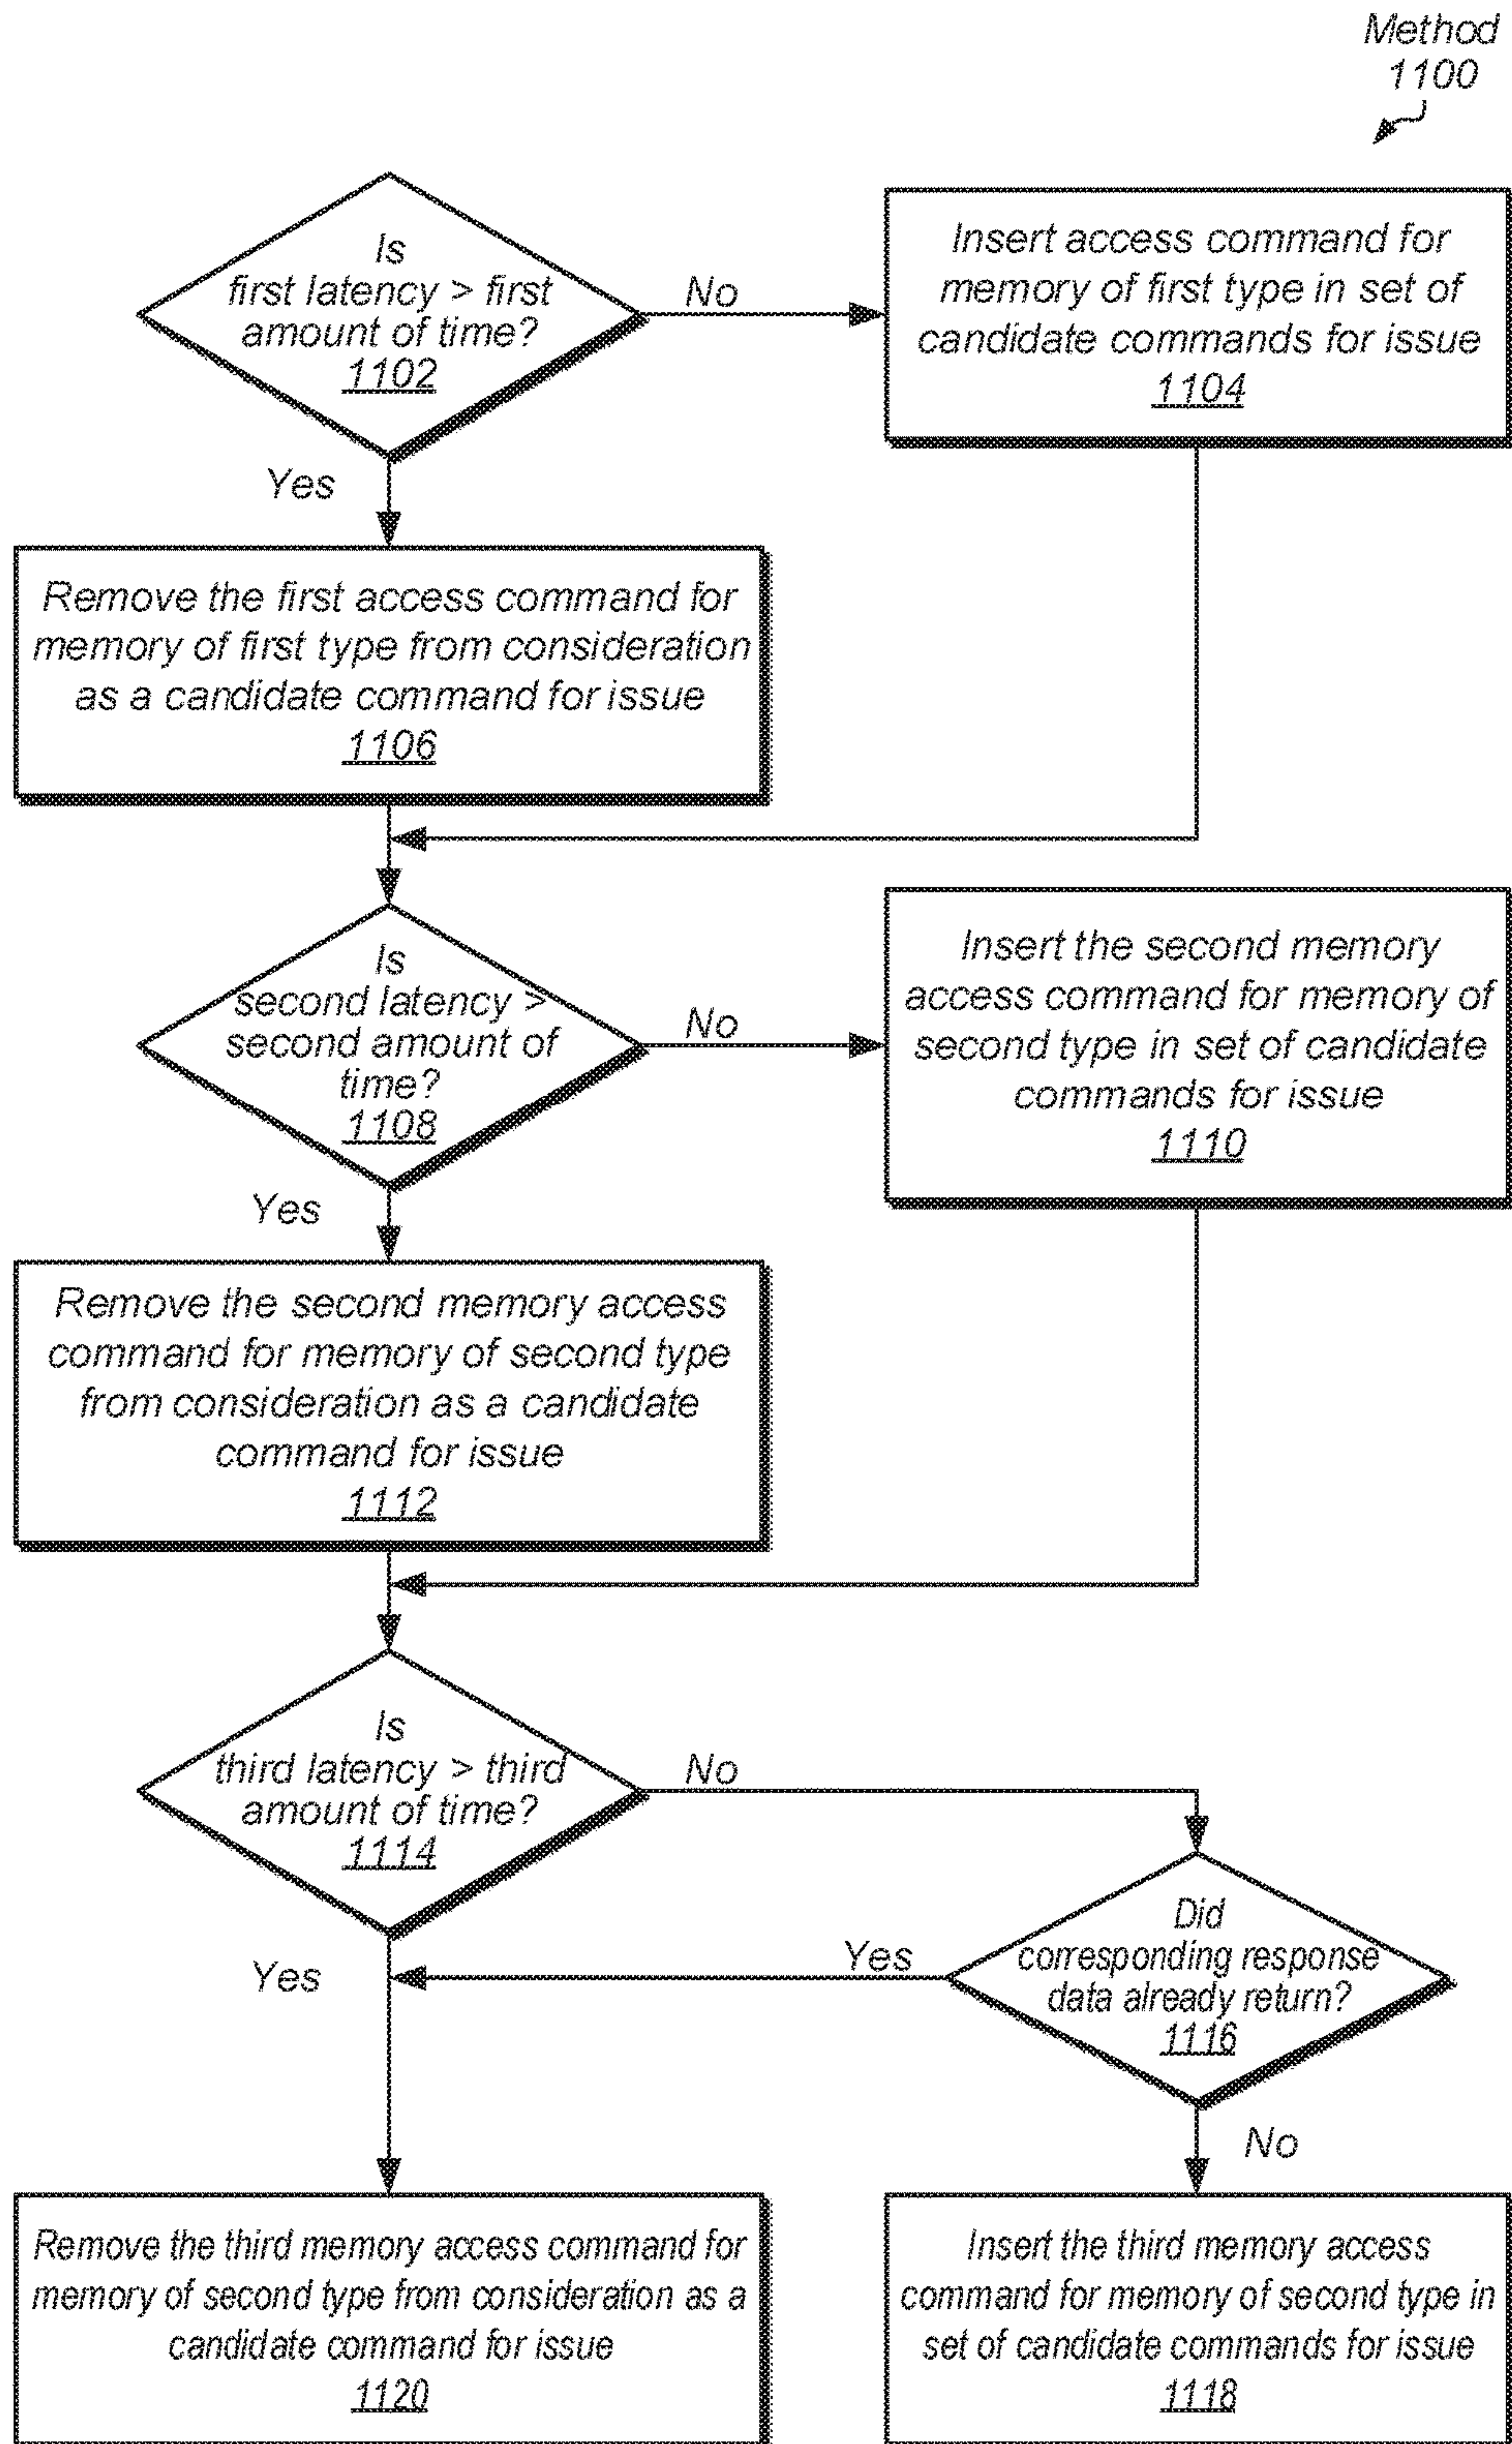 Method
1100
Is
first latency > first
amount of time?
1102
No
Insert access command for
memory of first type in set of
candidate commands for issue
1104
Yes
Remove the first access command for
memory of first type from consideration
as a candidate command for issue
1106
Is
second latency >
second amount of
time?
1108
No
Insert the second memory
access command for memory of
second type in set of candidate
commands for issue
1110
Yes
Remove the second memory access
command for memory of second type
from consideration as a candidate
command for issue
1112
Is
third latency > third
amount of time?
1114
No
Did
corresponding response
data already return?
1116
Yes
Yes
No
Remove the third memory access command for
memory of second type from consideration as a
candidate command for issue
1120
Insert the third memory access
command for memory of second type in
set of candidate commands for issue
1118